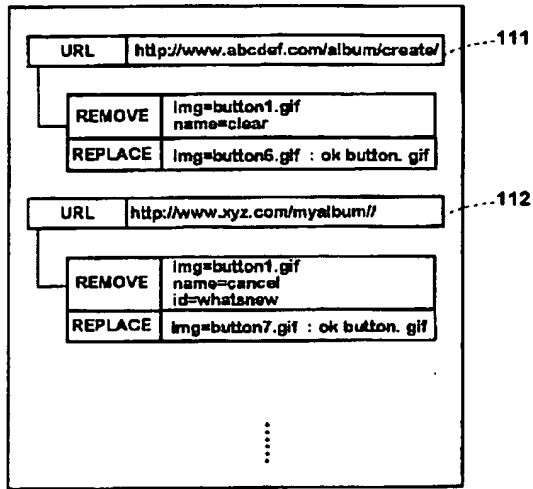 URL http://www.abcdef.com/album/create/ 111
REMOVE img=button1.gif
name=clear
REPLACE img=button6.gif : ok button. gif
URL http://www.xyz.com/myalbum// 112
REMOVE img=button1.gif
name=cancel
id=whatsnew
REPLACE img=button7.gif : ok button. gif